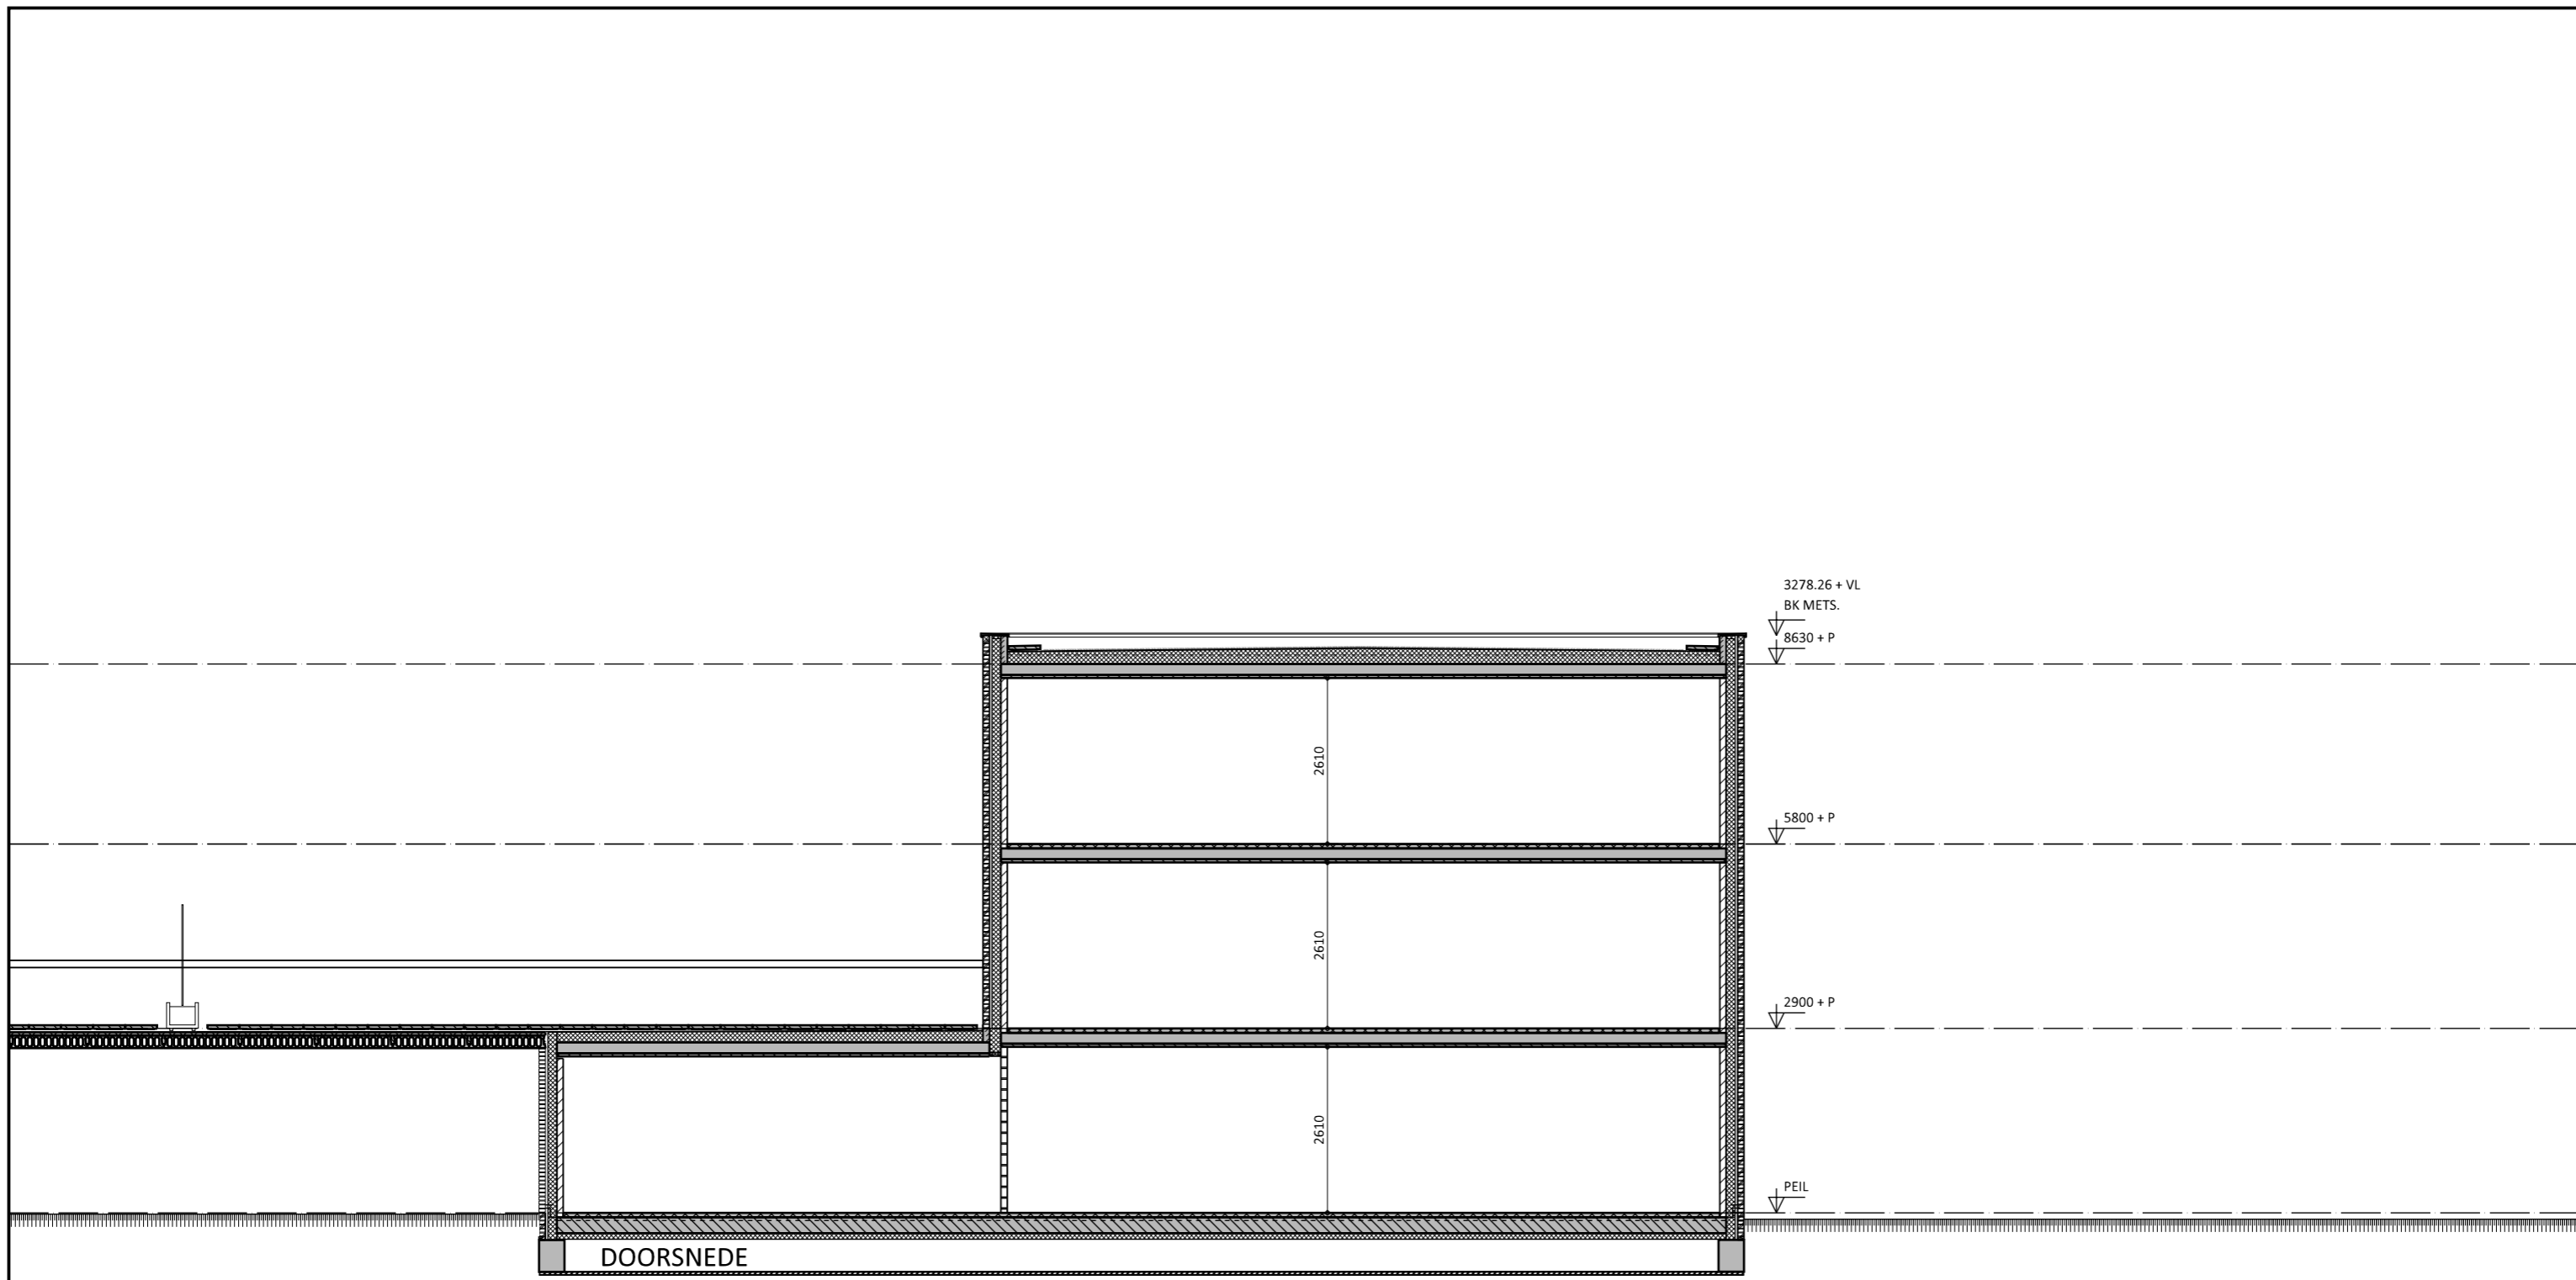 3278.26 + VL
BK METS.
8630 + P
2610
5800 + P
2610
2900 + P
2610
PEIL
DOORSNEDE